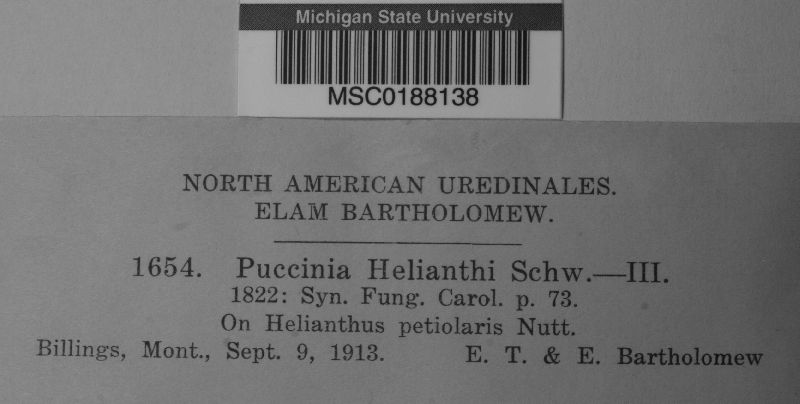 Michigan State University
MSC0188138
NORTH AMERICAN UREDINALES.
ELAM BARTHOLOMEW.
1654. Puccinia Helianthi Schw.—III.
1822: Syn. Fung. Carol. p. 73.
On Helianthus petiolaris Nutt.
Billings, Mont., Sept. 9, 1913. E. T. & E. Bartholomew